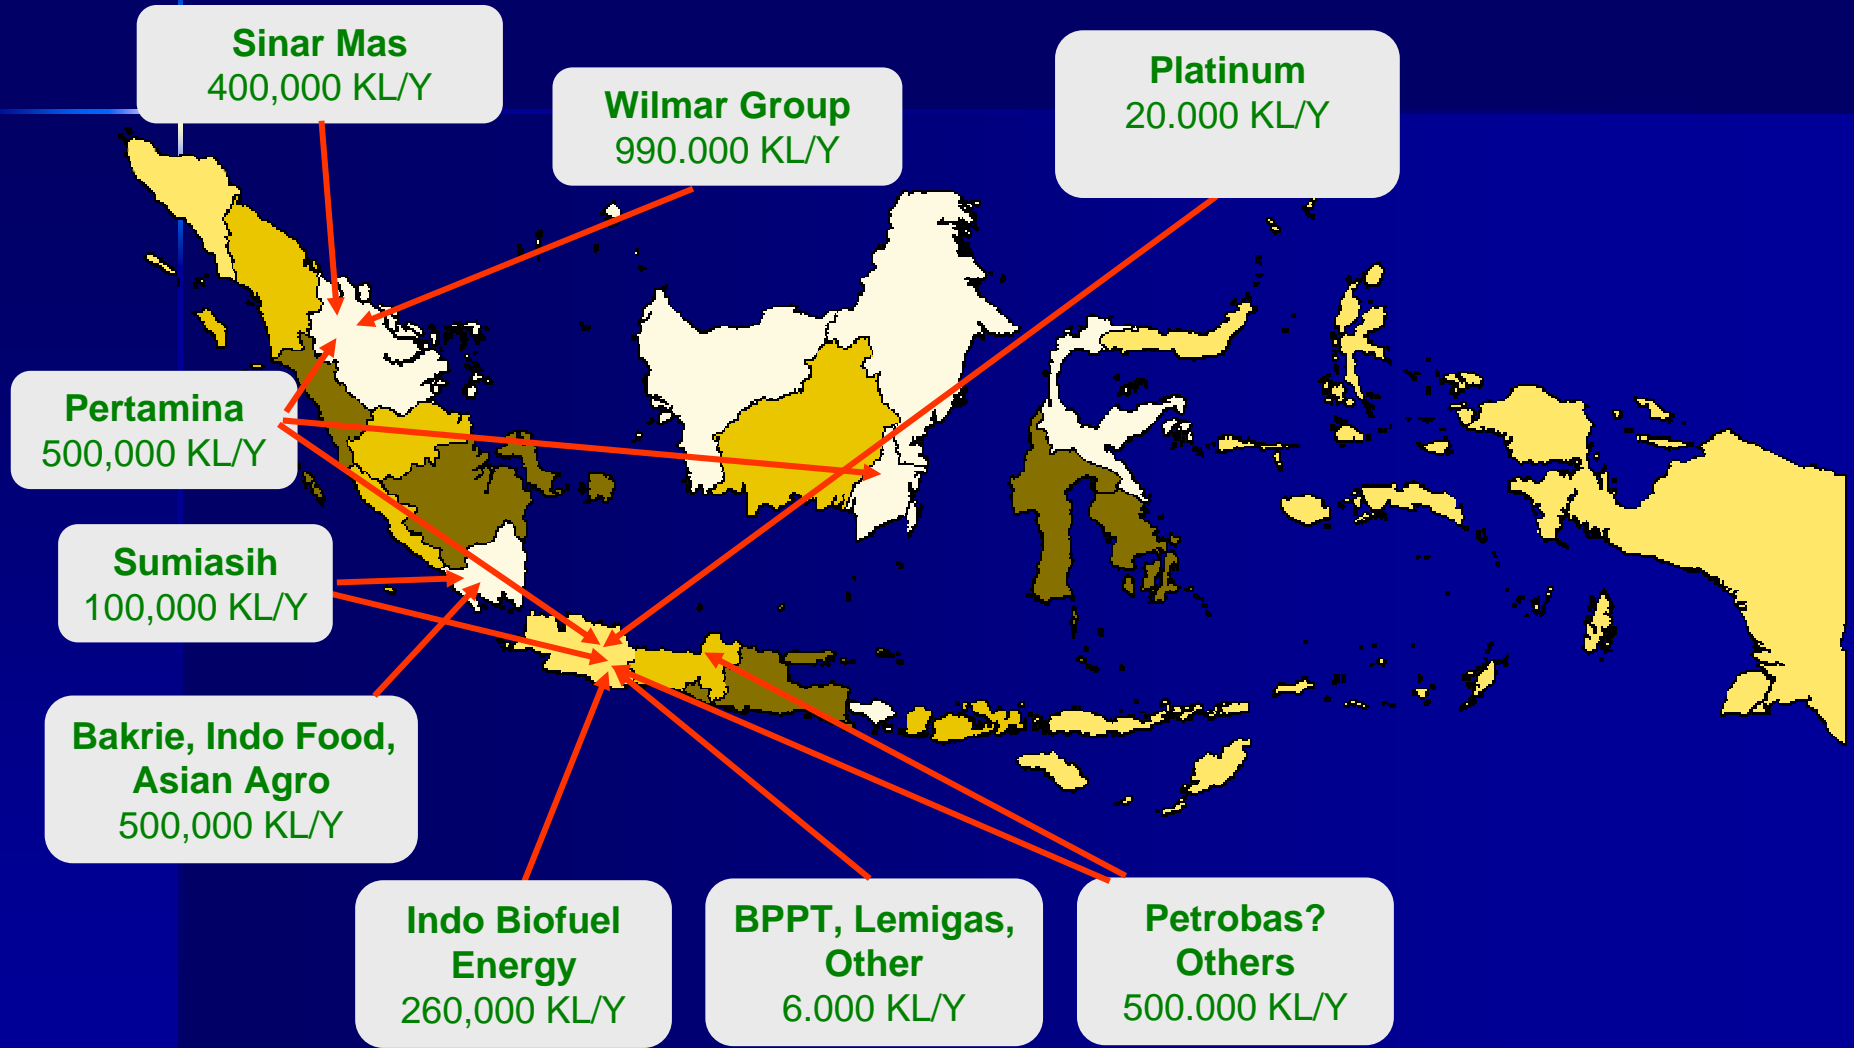 Sinar Mas
400,000 KL/Y
Wilmar Group
990.000 KL/Y
Platinum
20.000 KL/Y
Pertamina
500,000 KL/Y
Sumiasih
100,000 KL/Y
Bakrie, Indo Food,
Asian Agro
500,000 KL/Y
Indo Biofuel
Energy
260,000 KL/Y
BPPT, Lemigas,
Other
6.000 KL/Y
Petrobas?
Others
500.000 KL/Y